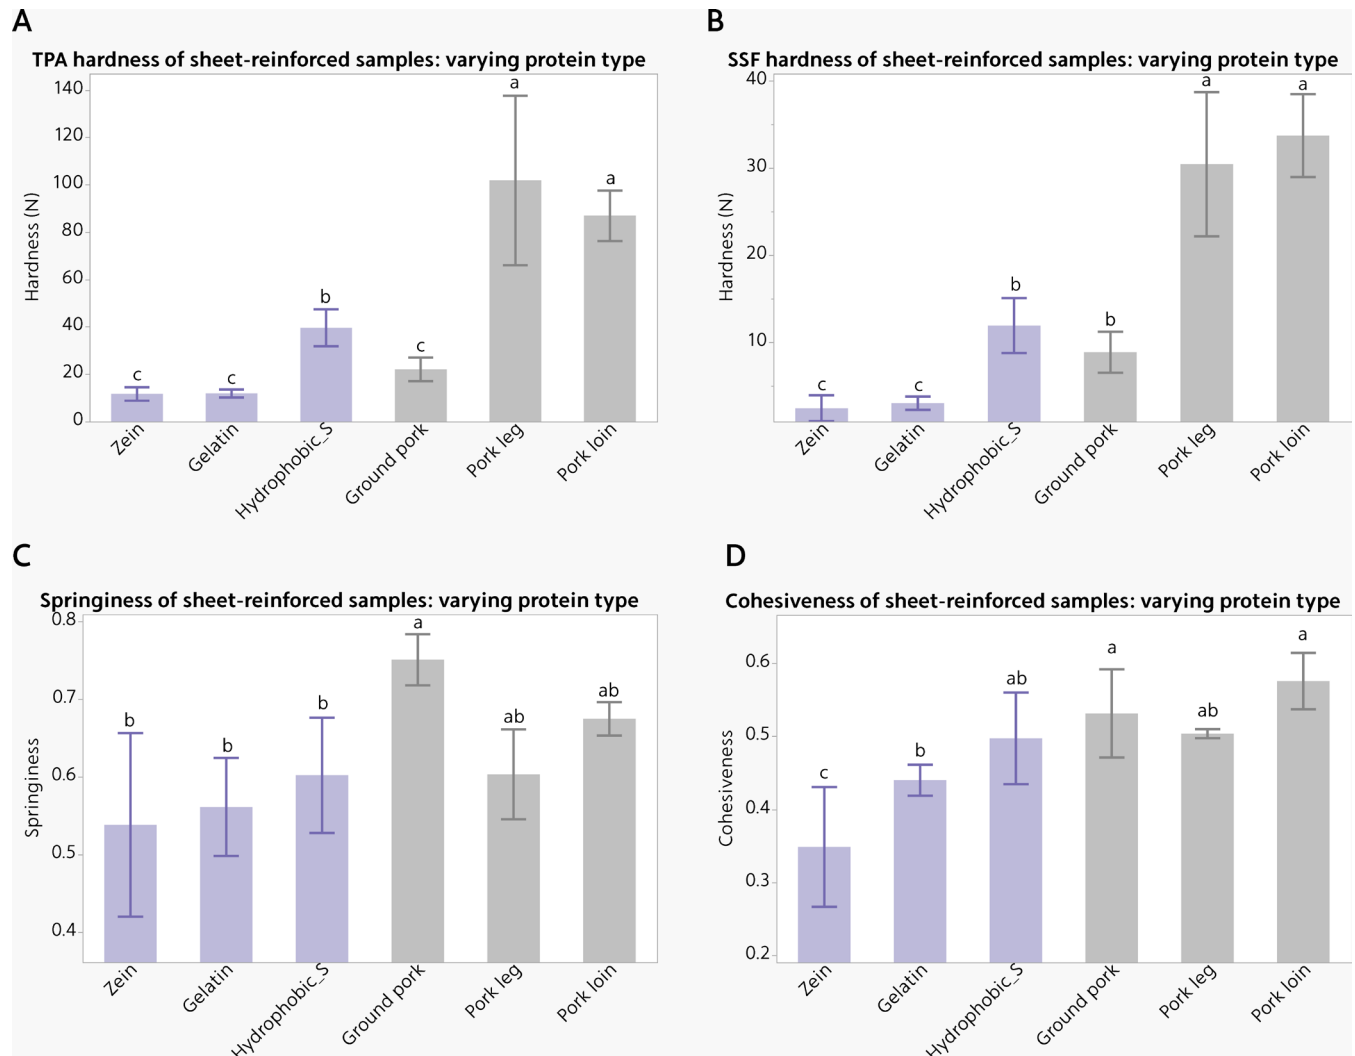 A
TPA hardness of sheet-reinforced samples: varying protein type
Hardness (N)
140
120
100
80
60
40
20
0
c
c
b
c
a
a
Zein
Gelatin
Hydrophobic_S
Ground pork
Pork leg
Pork loin
B
SSF hardness of sheet-reinforced samples: varying protein type
Hardness (N)
40
30
20
10
c
c
b
b
a
a
Zein
Gelatin
Hydrophobic_S
Ground pork
Pork leg
Pork loin
C
Springiness of sheet-reinforced samples: varying protein type
Springiness
0.8
0.7
0.6
0.5
0.4
b
b
b
a
ab
ab
Zein
Gelatin
Hydrophobic_S
Ground pork
Pork leg
Pork loin
D
Cohesiveness of sheet-reinforced samples: varying protein type
Cohesiveness
0.6
0.5
0.4
0.3
0.2
c
b
ab
a
ab
a
Zein
Gelatin
Hydrophobic_S
Ground pork
Pork leg
Pork loin